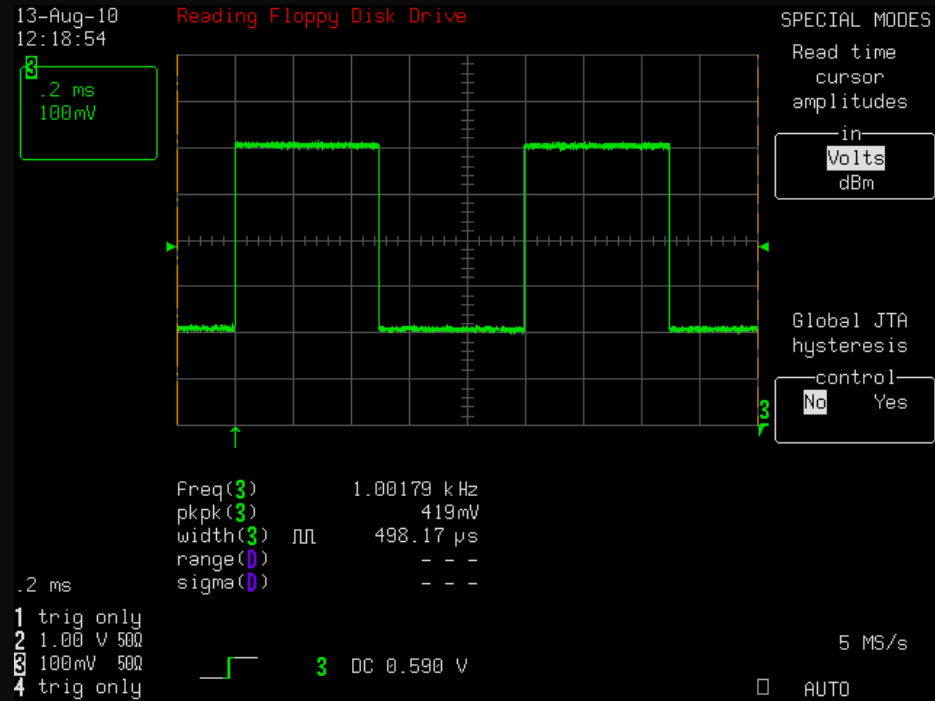 13-Aug-10
12:18:54
Reading Floppy Disk Drive
SPECIAL MODES
Read time
cursor
amplitudes
in
Volts
dBm
3
.2 ms
100mV
Global JTA
hysteresis
control
No Yes
3
Freq(3) 1.00179 kHz
pkpk(3) 419mV
width(3) 498.17 µs
range(D) - - -
sigma(D) - - -
.2 ms
1 trig only
2 1.00 V 50Ω
3 100mV 50Ω
4 trig only
3 DC 0.590 V
5 MS/s
AUTO